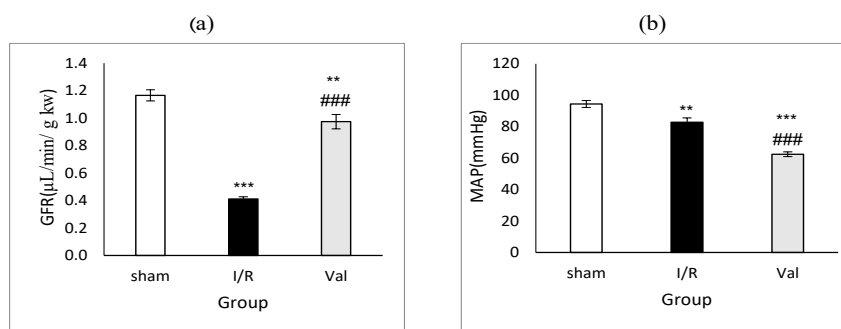 (a)
GFR(µL/min/ g kw)
1.4
1.2
1.0
0.8
0.6
0.4
0.2
0.0
***
**
###
sham I/R Val
Group
(b)
MAP(mmHg)
120
100
80
60
40
20
0
**
***
###
sham I/R Val
Group